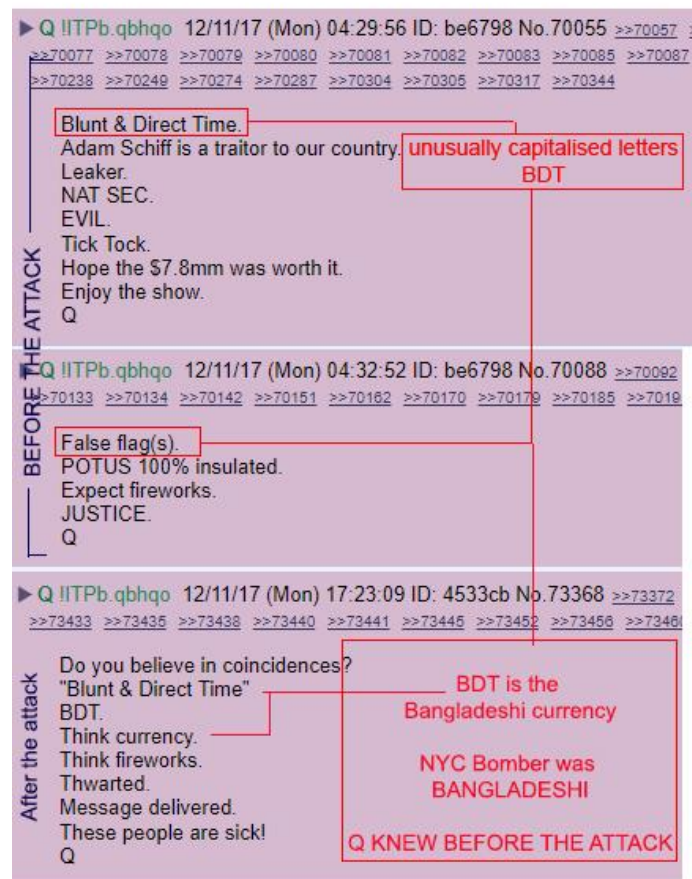 ▶ Q !ITPb.qbhqo 12/11/17 (Mon) 04:29:56 ID: be6798 No.70055 >>70057
>>70077 >>70078 >>70079 >>70080 >>70081 >>70082 >>70083 >>70085 >>70087
>>70238 >>70249 >>70274 >>70287 >>70304 >>70305 >>70317 >>70344
Blunt & Direct Time.
Adam Schiff is a traitor to our country.
Leaker.
NAT SEC.
EVIL.
Tick Tock.
Hope the $7.8mm was worth it.
Enjoy the show.
Q
unusually capitalised letters
BDT
BEFORE THE ATTACK
Q !ITPb.qbhqo 12/11/17 (Mon) 04:32:52 ID: be6798 No.70088 >>70092
>>70133 >>70134 >>70142 >>70151 >>70162 >>70170 >>70179 >>70185 >>7019
False flag(s).
POTUS 100% insulated.
Expect fireworks.
JUSTICE.
Q
▶ Q !ITPb.qbhqo 12/11/17 (Mon) 17:23:09 ID: 4533cb No.73368 >>73372
>>73433 >>73435 >>73438 >>73440 >>73441 >>73445 >>73452 >>73456 >>7346
After the attack
Do you believe in coincidences?
"Blunt & Direct Time"
BDT.
Think currency.
Think fireworks.
Thwarted.
Message delivered.
These people are sick!
Q
BDT is the
Bangladeshi currency
NYC Bomber was
BANGLADESHI
Q KNEW BEFORE THE ATTACK